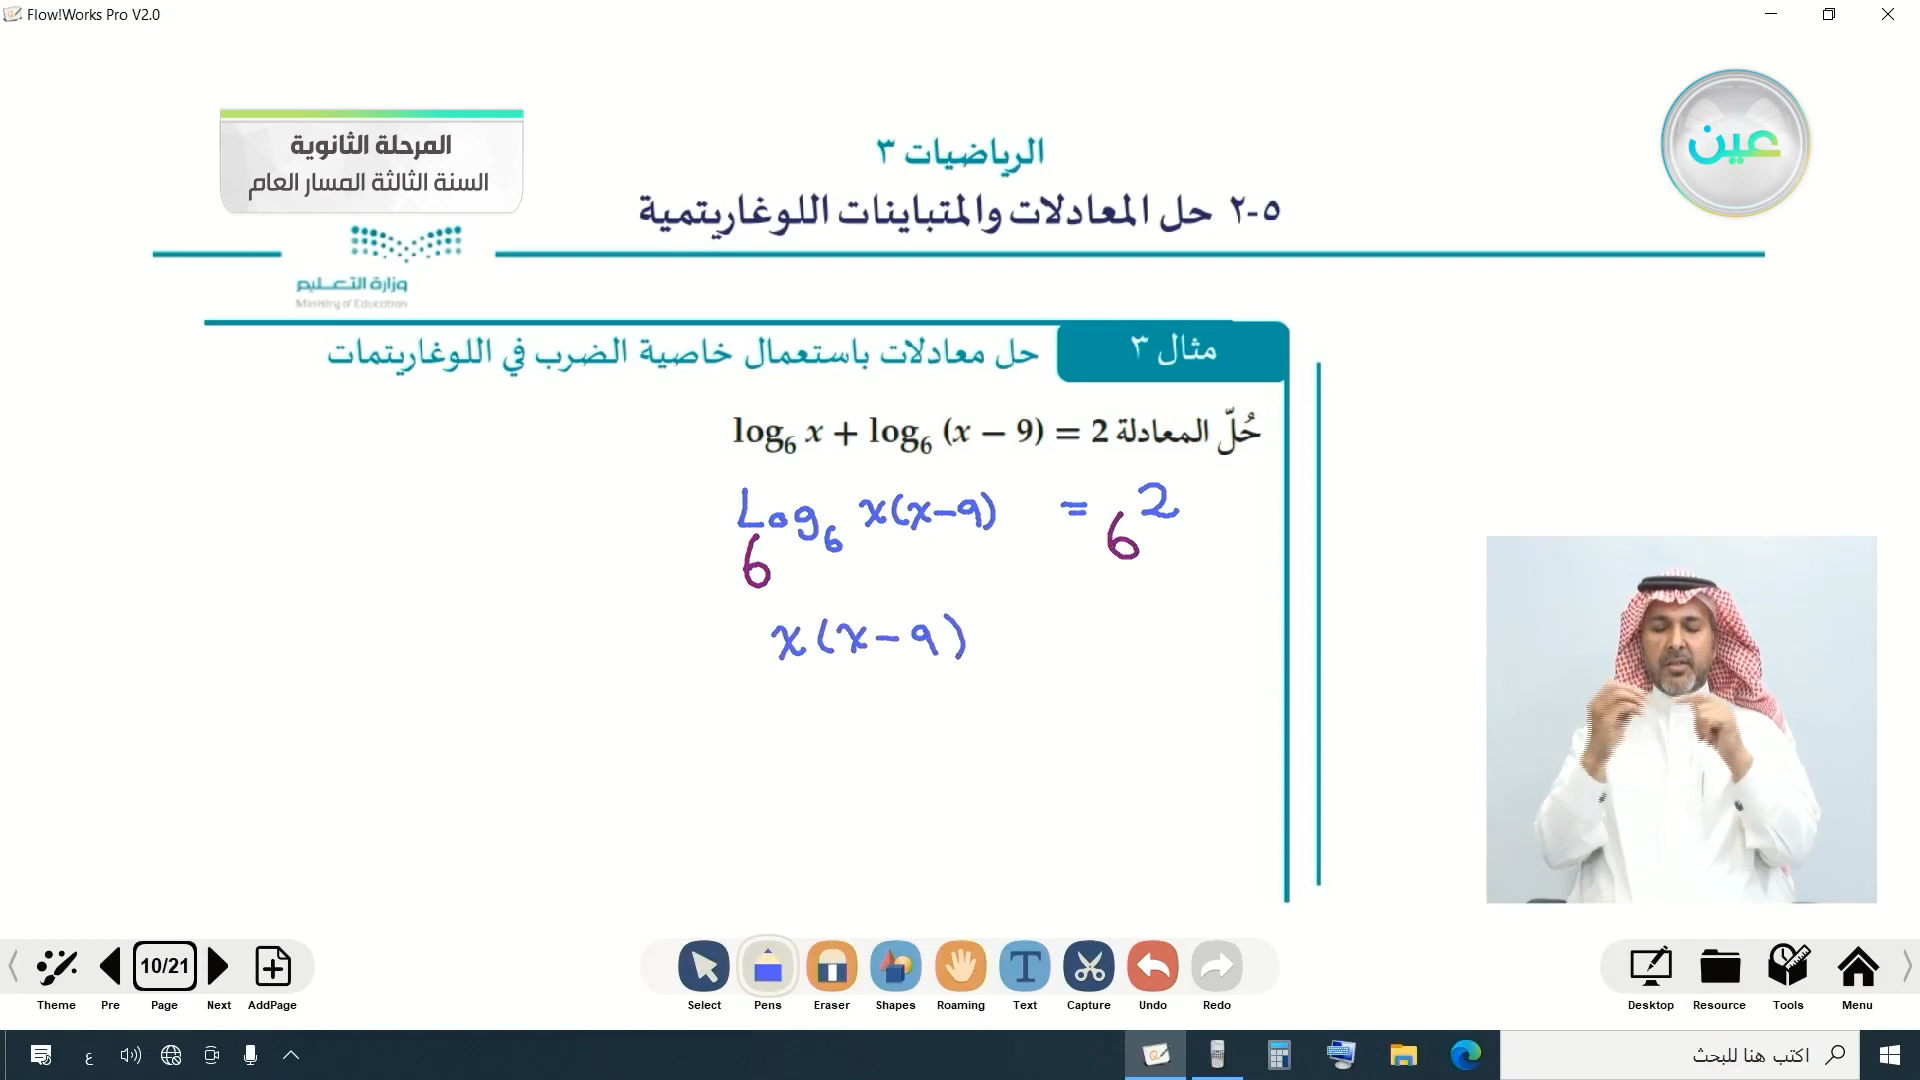 Flow!Works Pro V2.0
عين
المرحلة الثانوية
السنة الثالثة المسار العام
الرياضيات ٣
٥-٢ حل المعادلات والمتباينات اللوغاريتمية
وزارة التعليم
Ministry of Education
مثال ٣ حل معادلات باستعمال خاصية الضرب في اللوغاريتمات
حُلّ المعادلة log₆ x + log₆ (x − 9) = 2
6^(Log₆ x(x−9)) = 6²
x(x−9)
10/21
Theme Pre Page Next AddPage
Select Pens Eraser Shapes Roaming Text Capture Undo Redo
Desktop Resource Tools Menu
ع
اكتب هنا للبحث